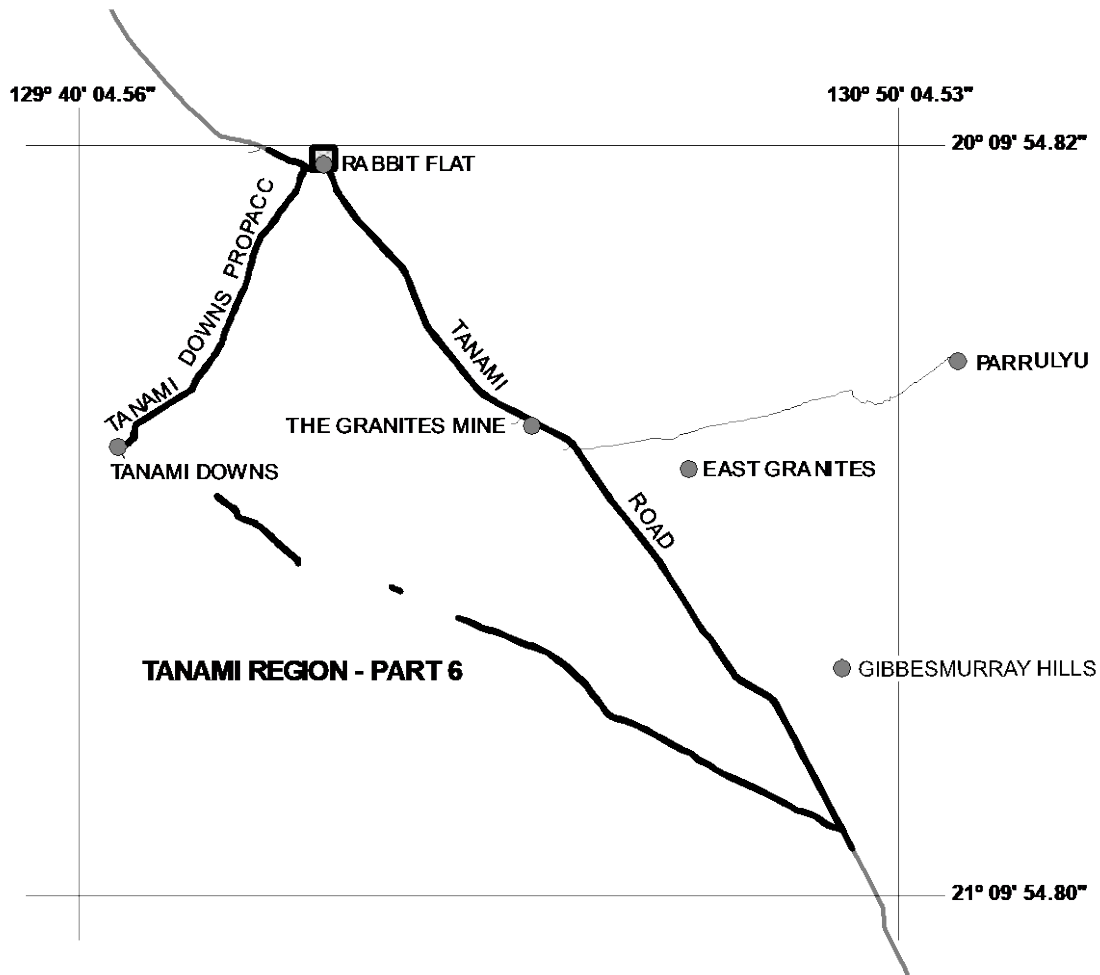 129° 40' 04.56"
130° 50' 04.53"
20° 09' 54.82"
RABBIT FLAT
TANAMI DOWNS PROPACC
TANAMI
PARRULYU
THE GRANITES MINE
TANAMI DOWNS
EAST GRANITES
ROAD
TANAMI REGION - PART 6
GIBBESMURRAY HILLS
21° 09' 54.80"